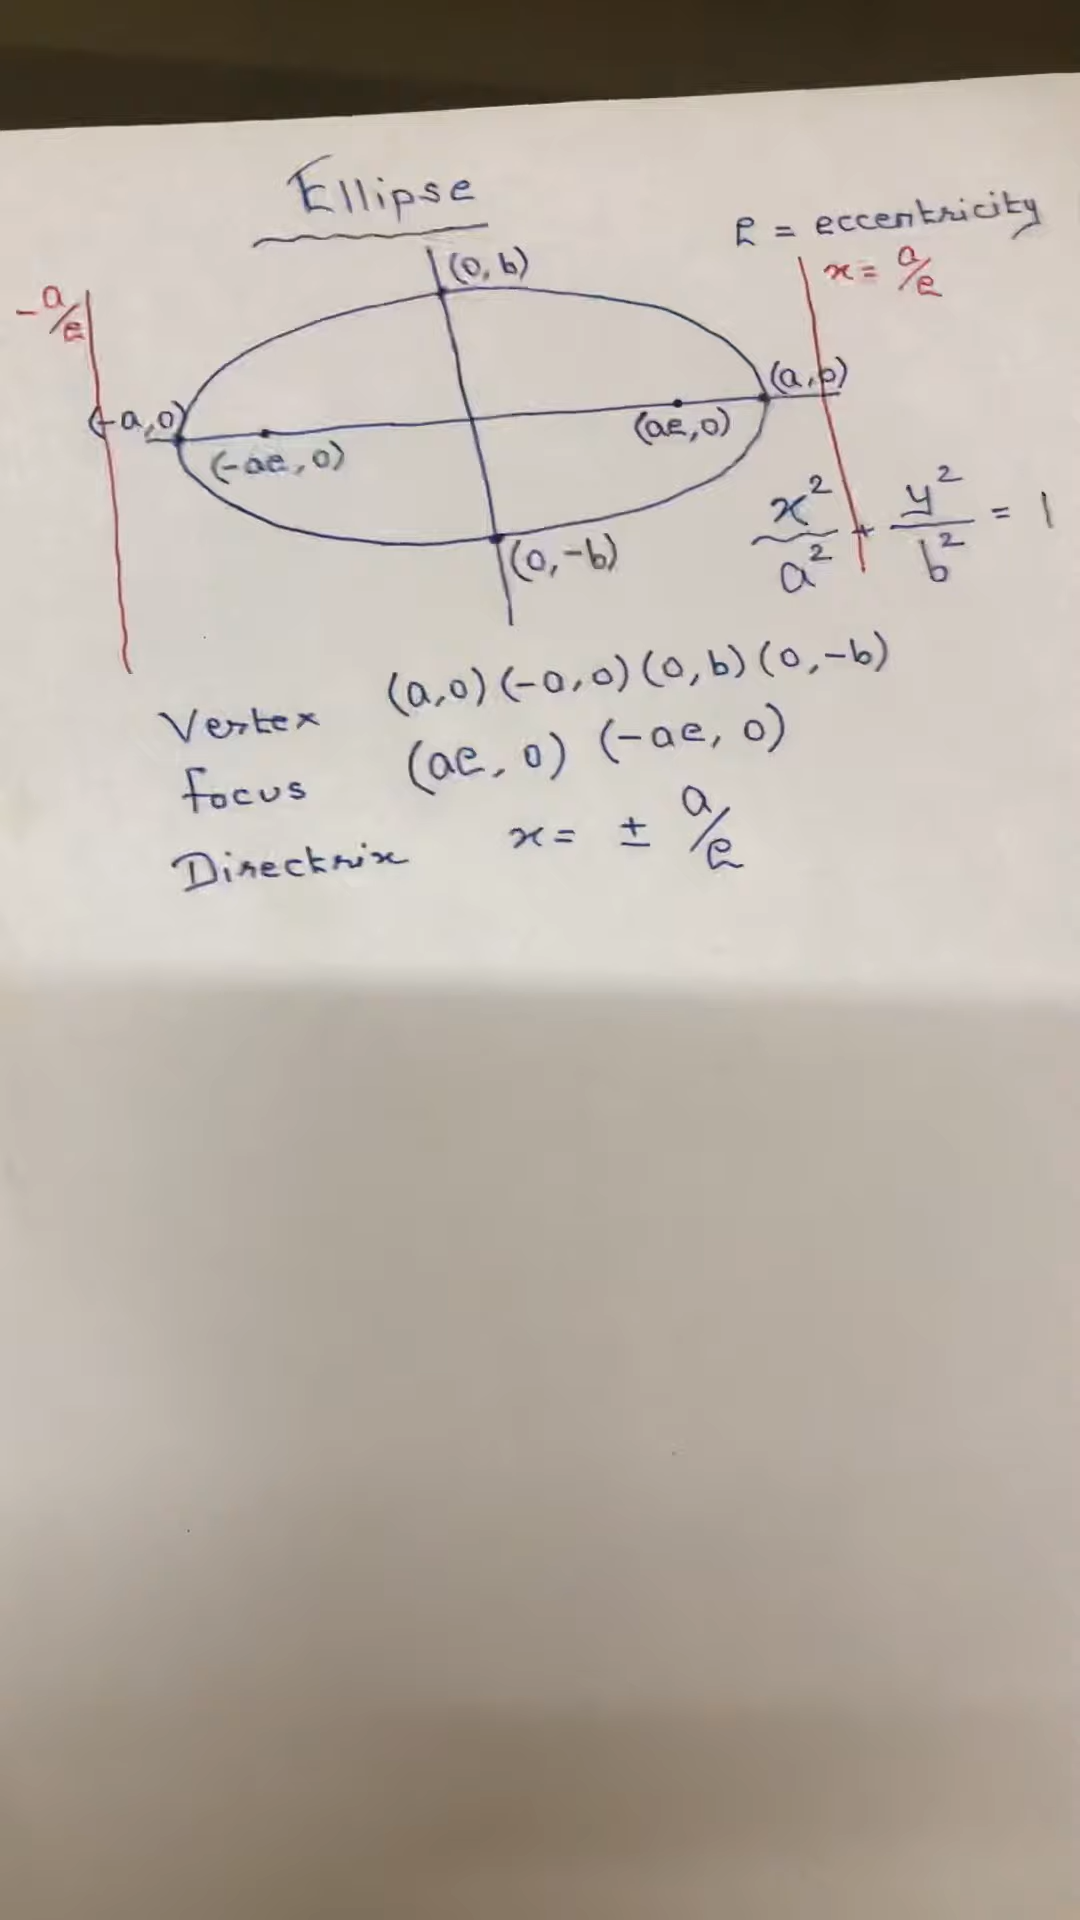 Ellipse
e = eccentricity
x = a/e
-a/e
(0, b)
(a, 0)
(-a, 0)
(ae, 0)
(-ae, 0)
(0, -b)
x²/a² + y²/b² = 1
Vertex (a, 0) (-a, 0) (0, b) (0, -b)
focus (ae, 0) (-ae, 0)
Directrix x = ± a/e